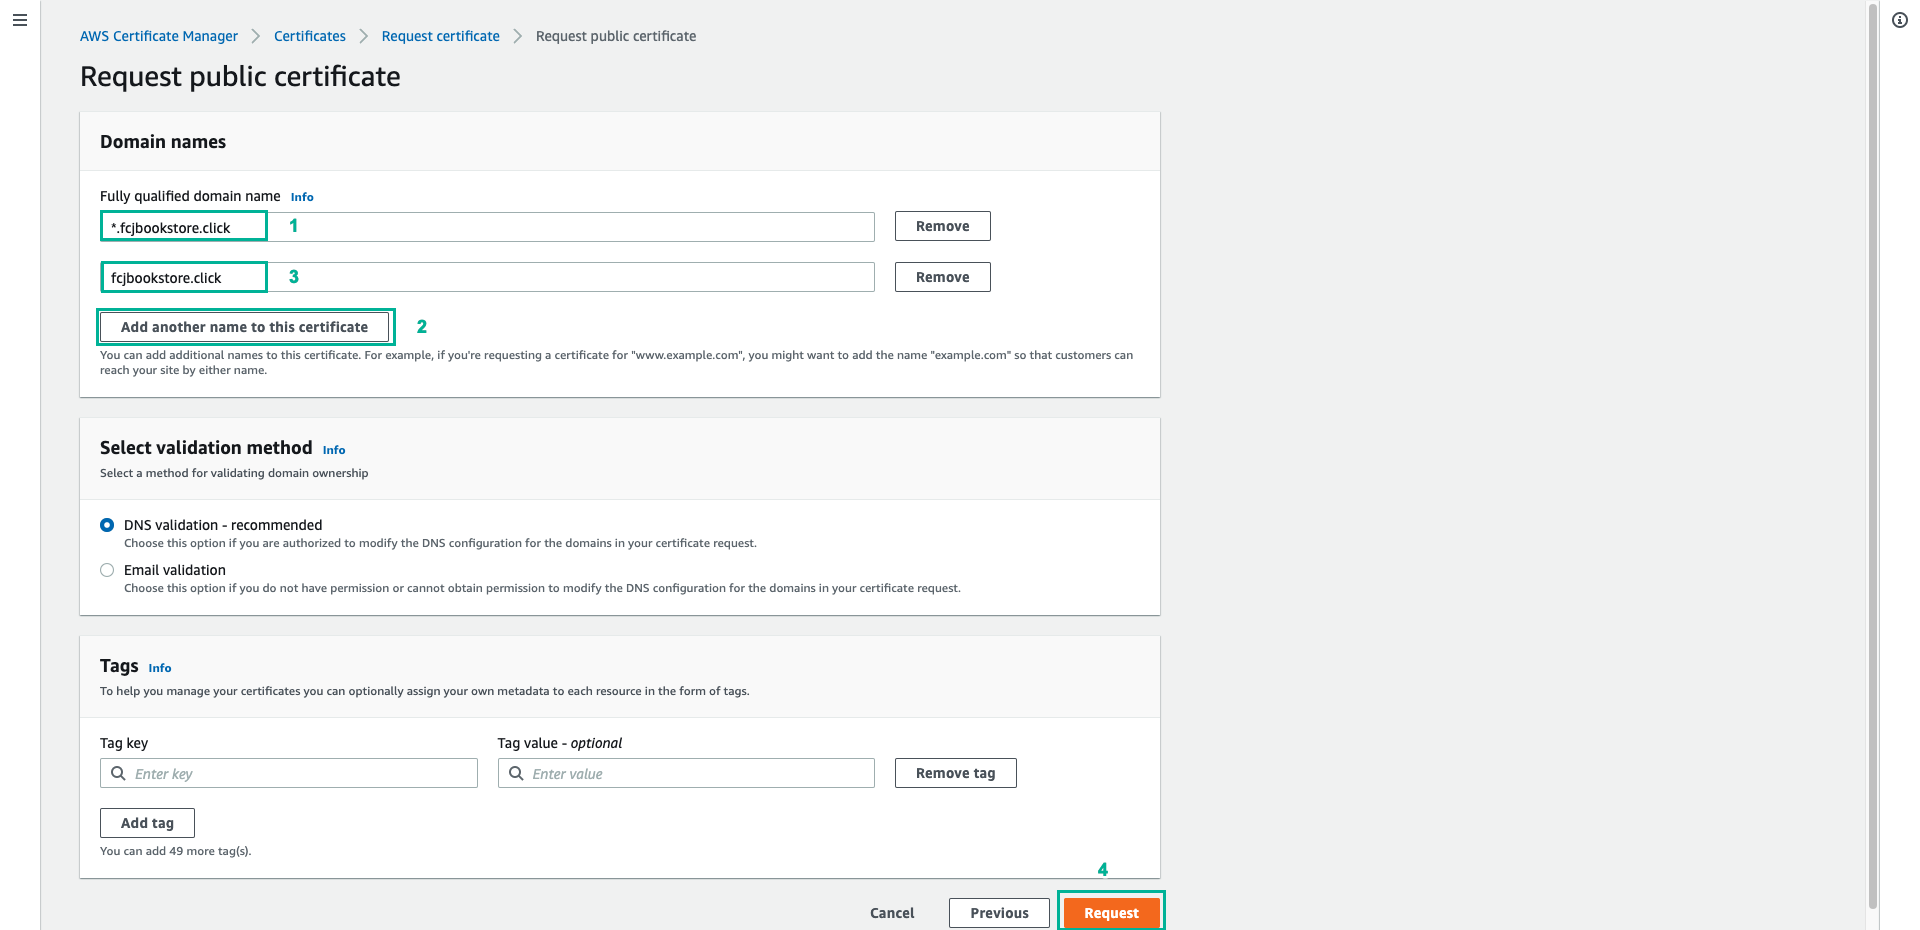 AWS Certificate Manager > Certificates > Request certificate > Request public certificate
Request public certificate
Domain names
Fully qualified domain name Info
*.fcjbookstore.click 1 Remove
fcjbookstore.click 3 Remove
Add another name to this certificate 2
You can add additional names to this certificate. For example, if you're requesting a certificate for "www.example.com", you might want to add the name "example.com" so that customers can
reach your site by either name.
Select validation method Info
Select a method for validating domain ownership
DNS validation - recommended
Choose this option if you are authorized to modify the DNS configuration for the domains in your certificate request.
Email validation
Choose this option if you do not have permission or cannot obtain permission to modify the DNS configuration for the domains in your certificate request.
Tags Info
To help you manage your certificates you can optionally assign your own metadata to each resource in the form of tags.
Tag key Tag value - optional
Enter key Enter value Remove tag
Add tag
You can add 49 more tag(s).
4
Cancel Previous Request